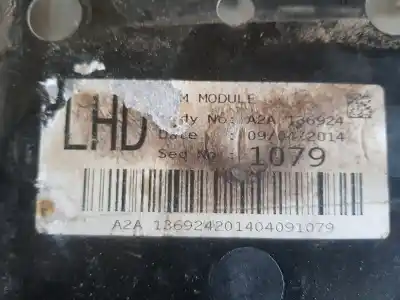 M MODULE
LHD
dy No: A2A 136924
Date : 09/04/2014
Seq No : 1079
A2A 136924201404091079